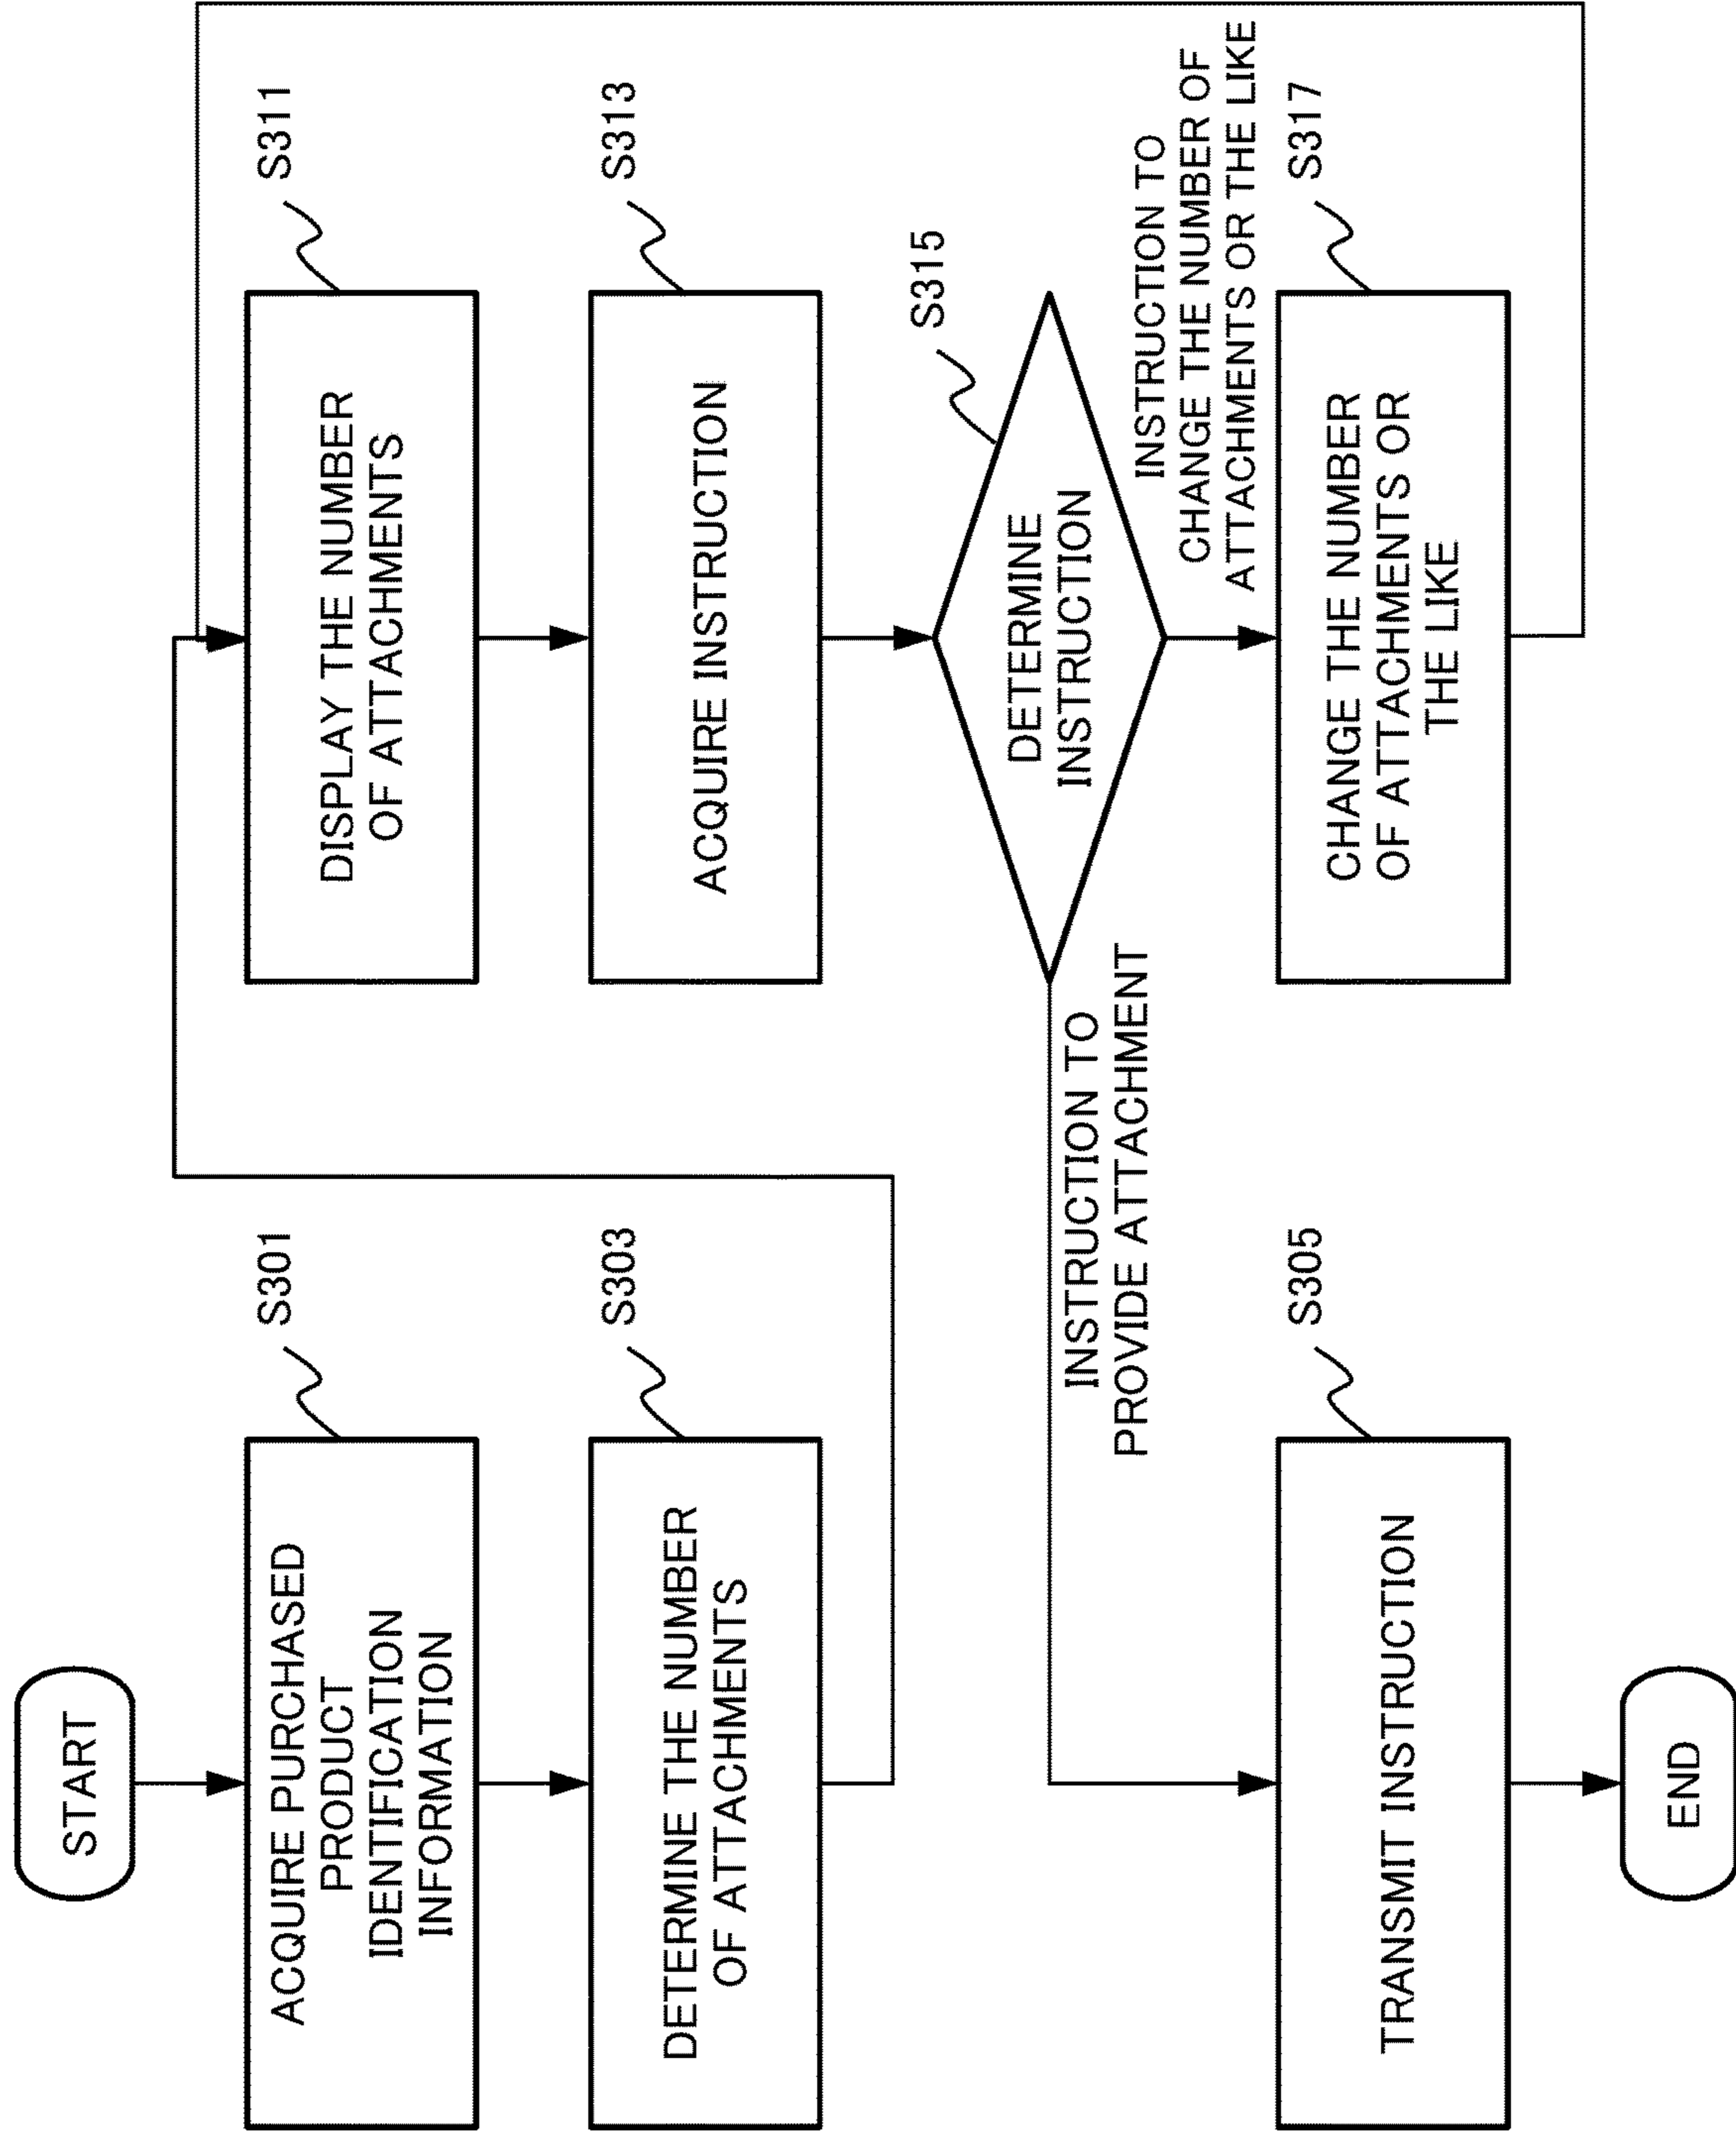 START
S301
ACQUIRE PURCHASED
PRODUCT
IDENTIFICATION
INFORMATION
S303
DETERMINE THE NUMBER
OF ATTACHMENTS
S311
DISPLAY THE NUMBER
OF ATTACHMENTS
S313
ACQUIRE INSTRUCTION
S315
DETERMINE
INSTRUCTION
INSTRUCTION TO
PROVIDE ATTACHMENT
INSTRUCTION TO
CHANGE THE NUMBER OF
ATTACHMENTS OR THE LIKE
S317
CHANGE THE NUMBER
OF ATTACHMENTS OR
THE LIKE
S305
TRANSMIT INSTRUCTION
END